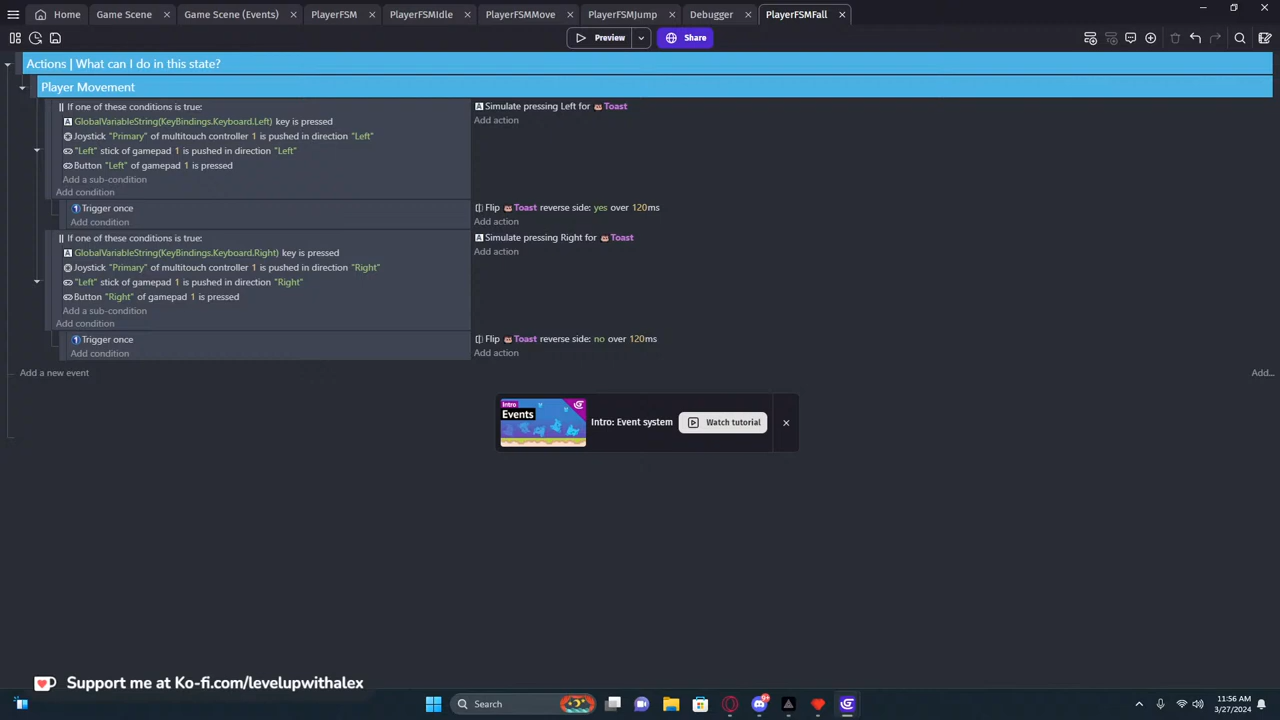 Home
Game Scene
Game Scene (Events)
PlayerFSM
PlayerFSMIdle
PlayerFSMMove
PlayerFSMJump
Debugger
PlayerFSMFall
Preview
Share
Actions | What can I do in this state?
Player Movement
If one of these conditions is true:
GlobalVariableString(KeyBindings.Keyboard.Left) key is pressed
Joystick "Primary" of multitouch controller 1 is pushed in direction "Left"
"Left" stick of gamepad 1 is pushed in direction "Left"
Button "Left" of gamepad 1 is pressed
Add a sub-condition
Add condition
Simulate pressing Left for Toast
Add action
Trigger once
Add condition
Flip Toast reverse side: yes over 120ms
Add action
If one of these conditions is true:
GlobalVariableString(KeyBindings.Keyboard.Right) key is pressed
Joystick "Primary" of multitouch controller 1 is pushed in direction "Right"
"Left" stick of gamepad 1 is pushed in direction "Right"
Button "Right" of gamepad 1 is pressed
Add a sub-condition
Add condition
Simulate pressing Right for Toast
Add action
Trigger once
Add condition
Flip Toast reverse side: no over 120ms
Add action
Add a new event
Add...
Intro
Events
Intro: Event system
Watch tutorial
Support me at Ko-fi.com/levelupwithalex
Search
11:56 AM
3/27/2024